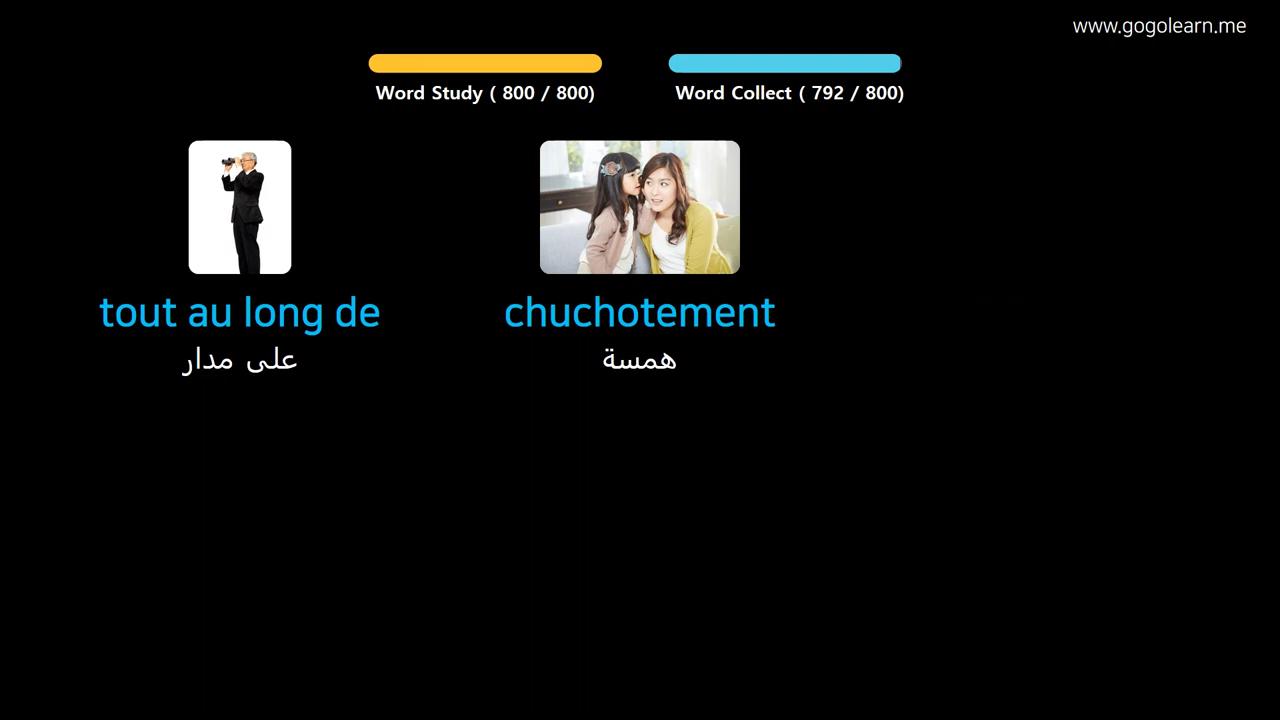 www.gogolearn.me
Word Study ( 800 / 800)
Word Collect ( 792 / 800)
tout au long de
على مدار
chuchotement
همسة